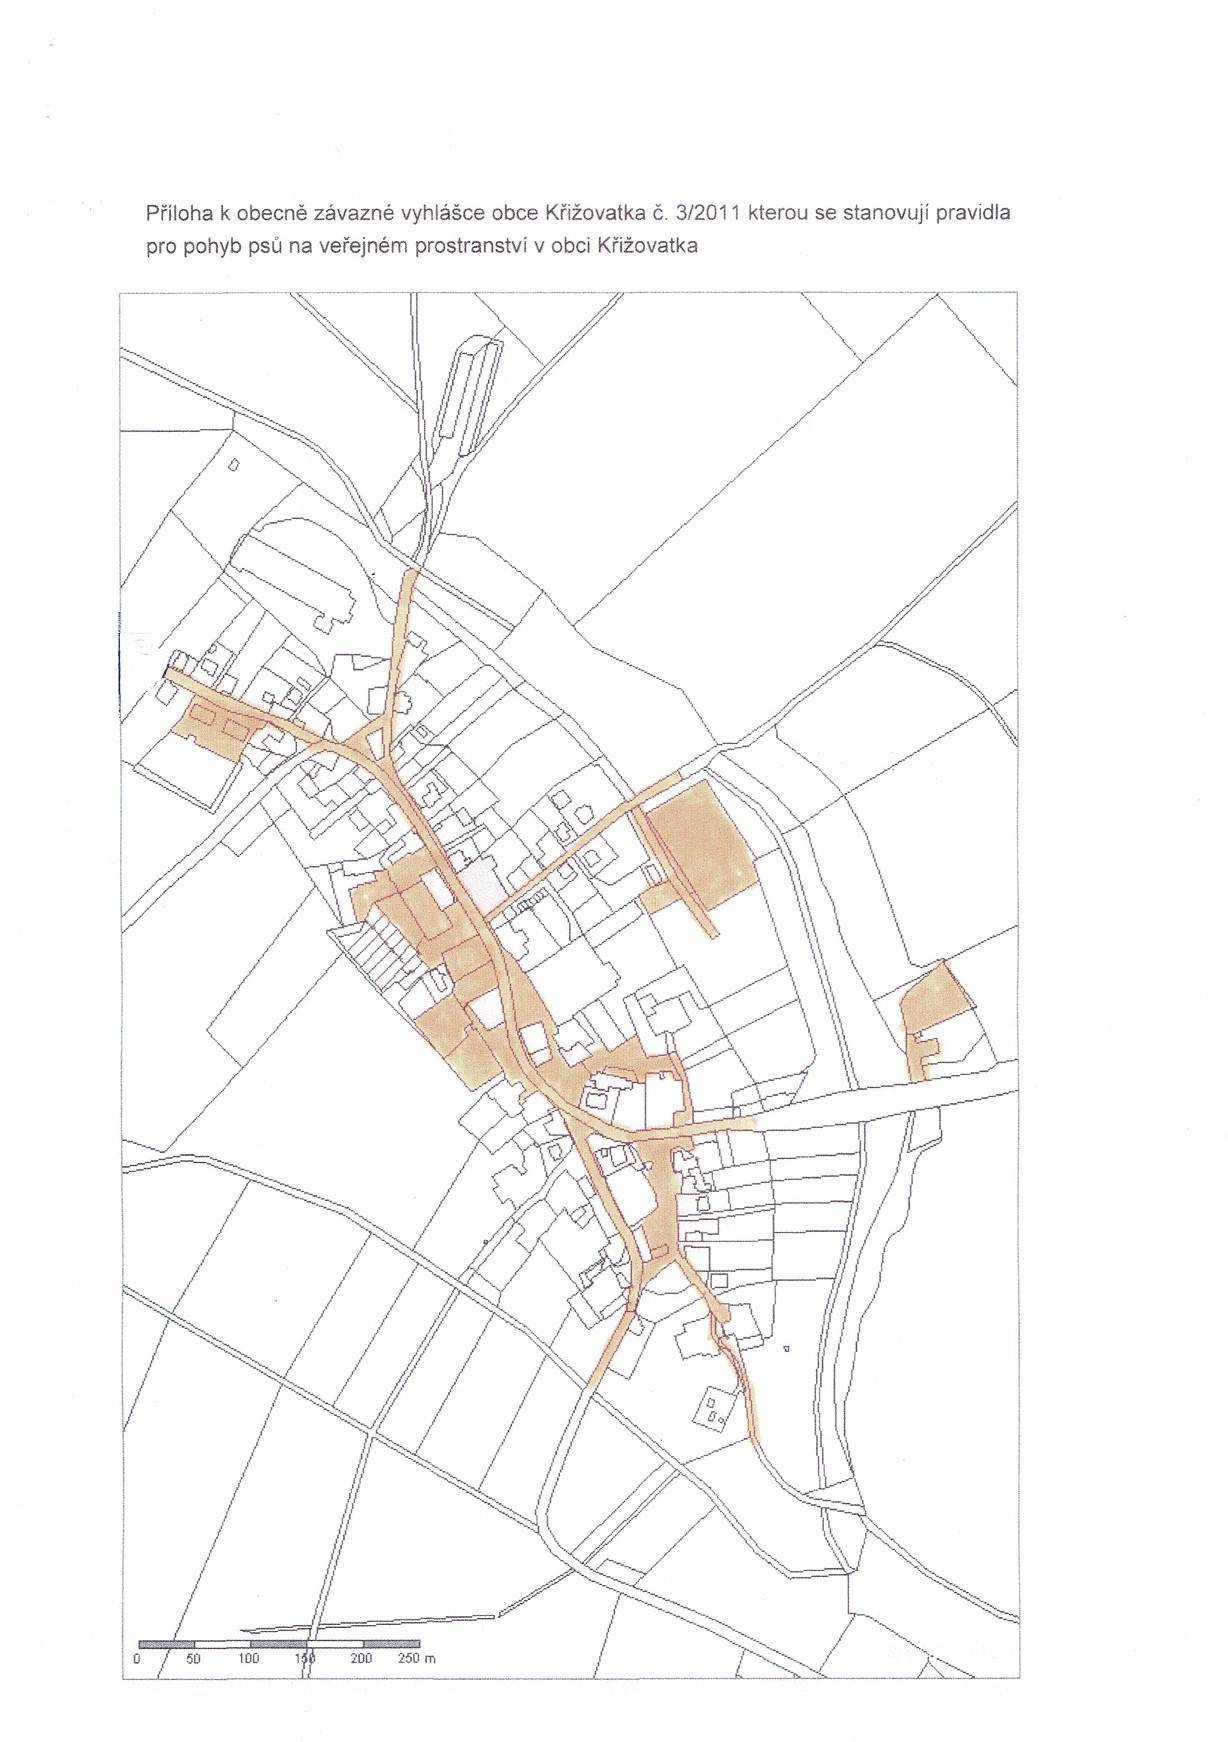 Příloha k obecně závazné vyhlášce obce Křižovatka č. 3/2011 kterou se stanovují pravidla
pro pohyb psů na veřejném prostranství v obci Křižovatka
0 50 100 150 200 250 m